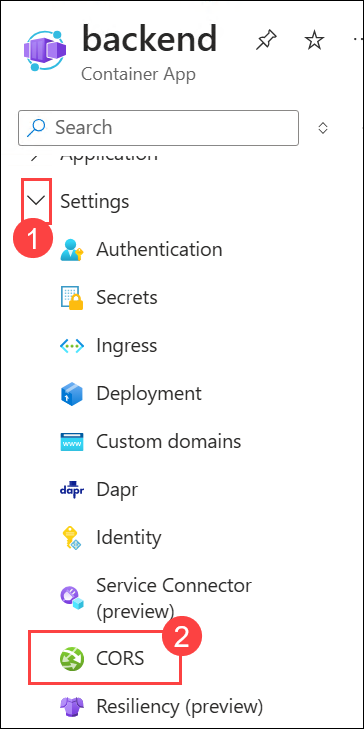 backend
Container App
Search
Application
Settings
1
Authentication
Secrets
Ingress
Deployment
www
Custom domains
dapr
Dapr
Identity
Service Connector
(preview)
2
CORS
Resiliency (preview)